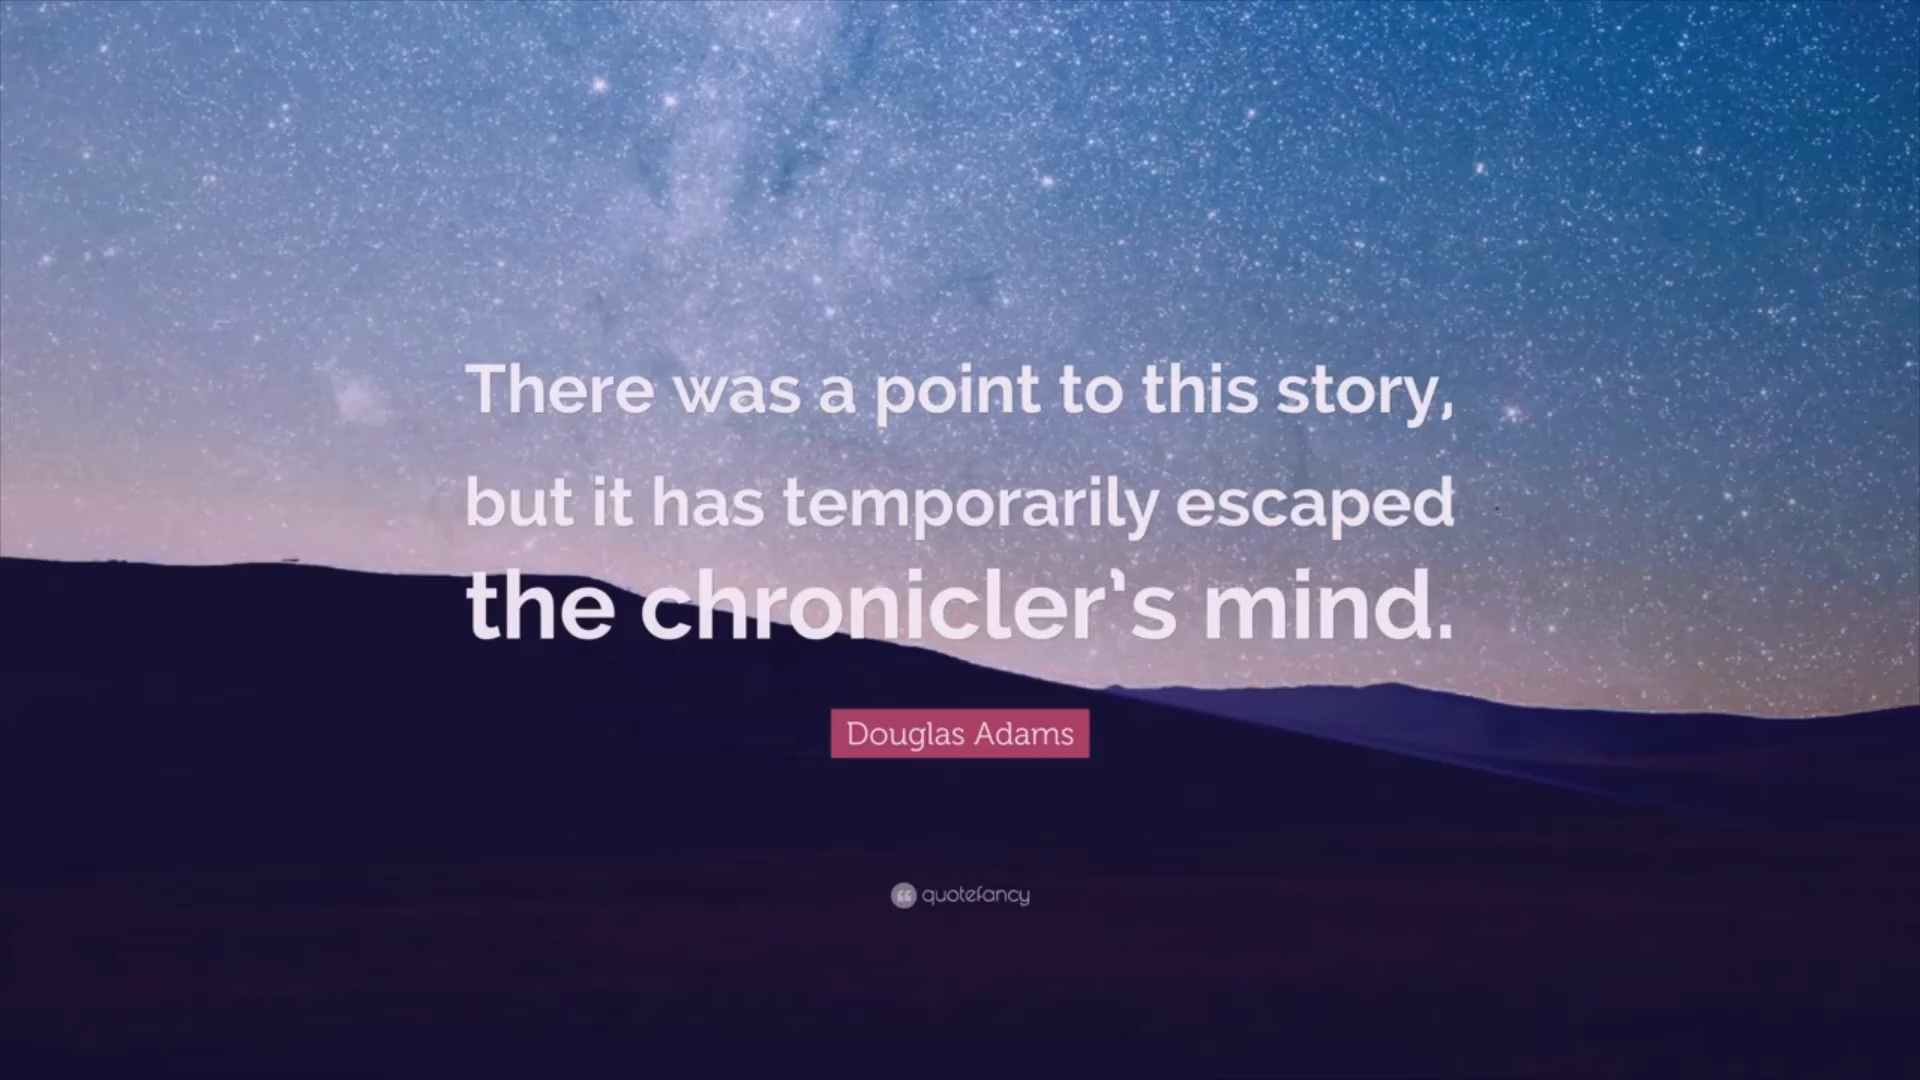 There was a point to this story,
but it has temporarily escaped
the chronicler’s mind.
Douglas Adams
quotefancy